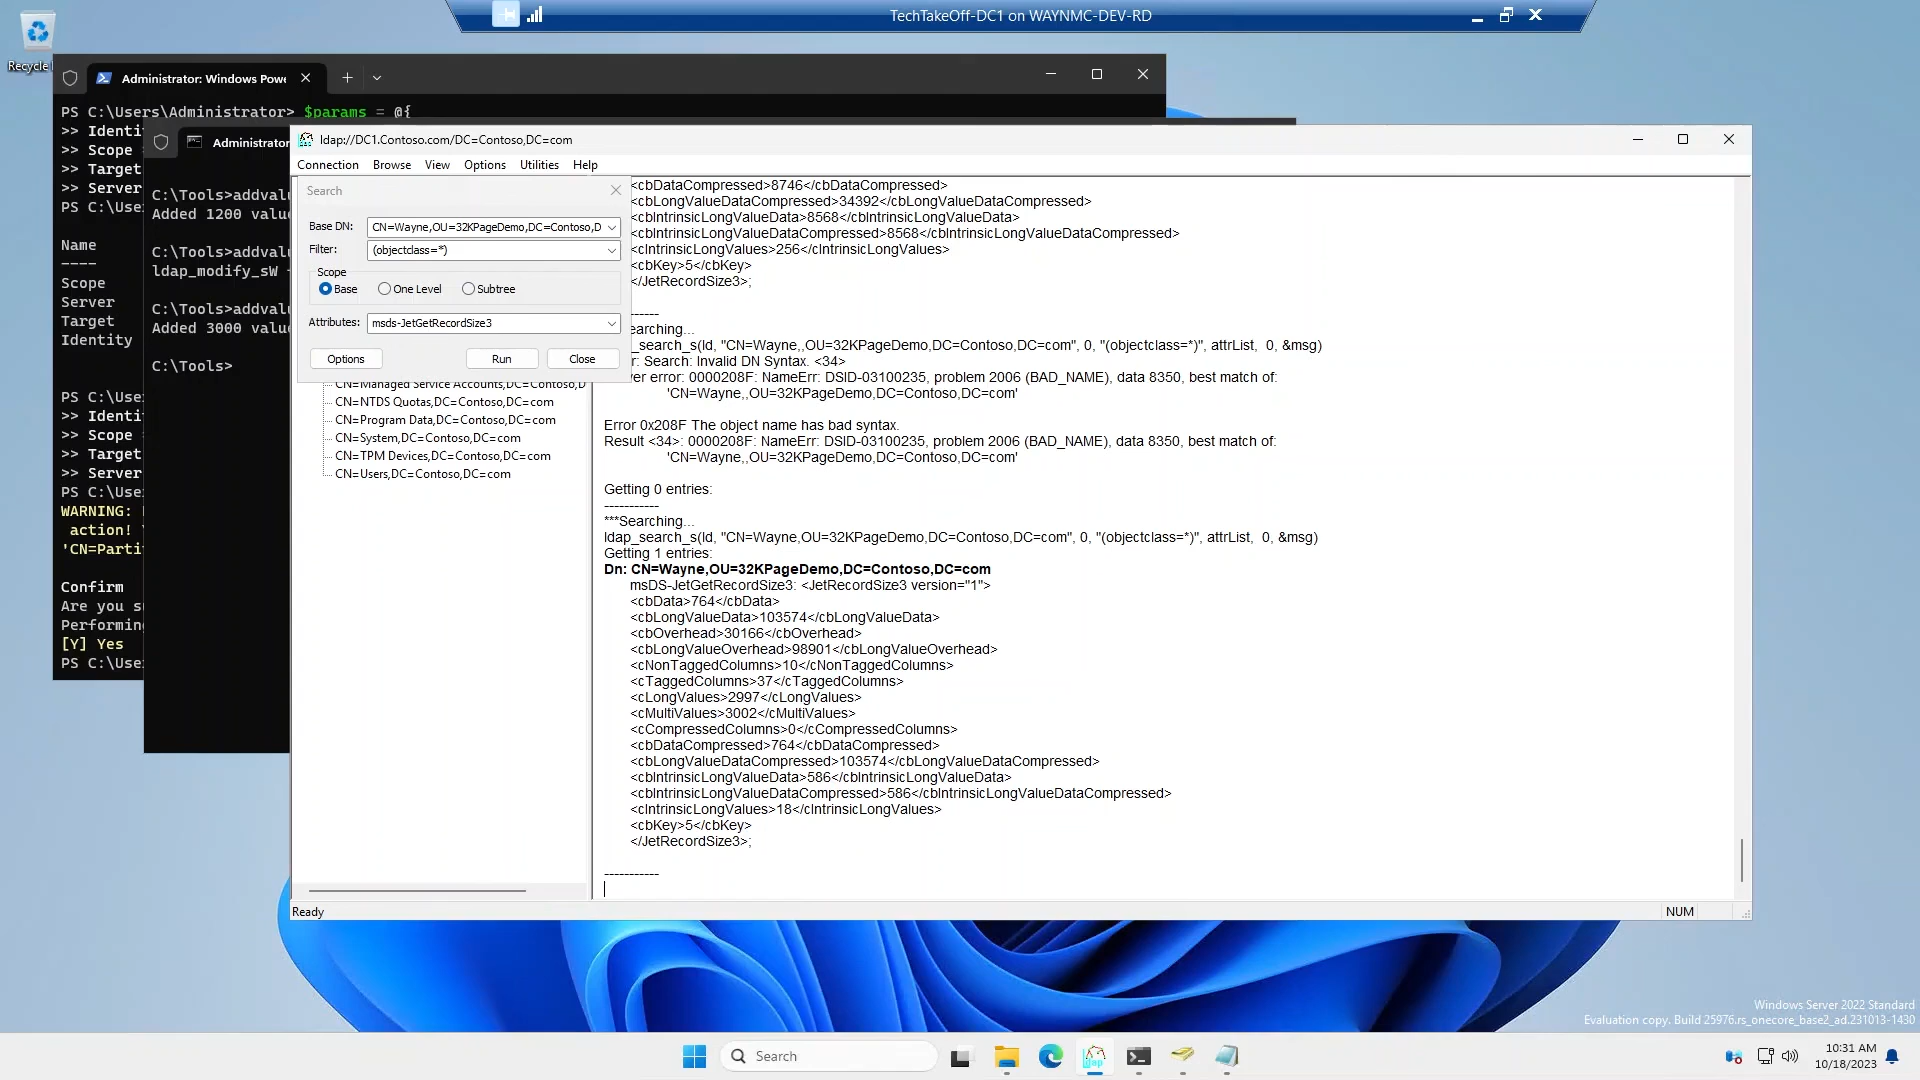 TechTakeOff-DC1 on WAYNMC-DEV-RD
Recycle
Administrator: Windows Powe
PS C:\Users\Administrator> $params = @{
>> Identi
>> Scope
>> Target
>> Server
PS C:\Use
Name
----
Scope
Server
Target
Identity
PS C:\Use
>> Identi
>> Scope
>> Target
>> Server
PS C:\Use
WARNING:
action!
'CN=Parti
Confirm
Are you s
Performing
[Y] Yes
PS C:\Use
Administrator
C:\Tools>addvalu
Added 1200 value
C:\Tools>addvalu
ldap_modify_sW
C:\Tools>addvalu
Added 3000 value
C:\Tools>
ldap://DC1.Contoso.com/DC=Contoso,DC=com
Connection Browse View Options Utilities Help
Search
Base DN: CN=Wayne,OU=32KPageDemo,DC=Contoso,D
Filter: (objectclass=*)
Scope
Base One Level Subtree
Attributes: msds-JetGetRecordSize3
Options Run Close
CN=Managed Service Accounts,DC=Contoso,D
CN=NTDS Quotas,DC=Contoso,DC=com
CN=Program Data,DC=Contoso,DC=com
CN=System,DC=Contoso,DC=com
CN=TPM Devices,DC=Contoso,DC=com
CN=Users,DC=Contoso,DC=com
<cbDataCompressed>8746</cbDataCompressed>
<cbLongValueDataCompressed>34392</cbLongValueDataCompressed>
<cbIntrinsicLongValueData>8568</cbIntrinsicLongValueData>
<cbIntrinsicLongValueDataCompressed>8568</cbIntrinsicLongValueDataCompressed>
<cIntrinsicLongValues>256</cIntrinsicLongValues>
<cbKey>5</cbKey>
</JetRecordSize3>;
------
earching...
_search_s(ld, "CN=Wayne,,OU=32KPageDemo,DC=Contoso,DC=com", 0, "(objectclass=*)", attrList, 0, &msg)
r: Search: Invalid DN Syntax. <34>
ver error: 0000208F: NameErr: DSID-03100235, problem 2006 (BAD_NAME), data 8350, best match of:
'CN=Wayne,,OU=32KPageDemo,DC=Contoso,DC=com'
Error 0x208F The object name has bad syntax.
Result <34>: 0000208F: NameErr: DSID-03100235, problem 2006 (BAD_NAME), data 8350, best match of:
'CN=Wayne,,OU=32KPageDemo,DC=Contoso,DC=com'
Getting 0 entries:
-----------
***Searching...
ldap_search_s(ld, "CN=Wayne,OU=32KPageDemo,DC=Contoso,DC=com", 0, "(objectclass=*)", attrList, 0, &msg)
Getting 1 entries:
Dn: CN=Wayne,OU=32KPageDemo,DC=Contoso,DC=com
msDS-JetGetRecordSize3: <JetRecordSize3 version="1">
<cbData>764</cbData>
<cbLongValueData>103574</cbLongValueData>
<cbOverhead>30166</cbOverhead>
<cbLongValueOverhead>98901</cbLongValueOverhead>
<cNonTaggedColumns>10</cNonTaggedColumns>
<cTaggedColumns>37</cTaggedColumns>
<cLongValues>2997</cLongValues>
<cMultiValues>3002</cMultiValues>
<cCompressedColumns>0</cCompressedColumns>
<cbDataCompressed>764</cbDataCompressed>
<cbLongValueDataCompressed>103574</cbLongValueDataCompressed>
<cbIntrinsicLongValueData>586</cbIntrinsicLongValueData>
<cbIntrinsicLongValueDataCompressed>586</cbIntrinsicLongValueDataCompressed>
<cIntrinsicLongValues>18</cIntrinsicLongValues>
<cbKey>5</cbKey>
</JetRecordSize3>;
-----------
Ready
NUM
Windows Server 2022 Standard
Evaluation copy. Build 25976.rs_onecore_base2_ad.231013-1430
Search
ldap
10:31 AM
10/18/2023